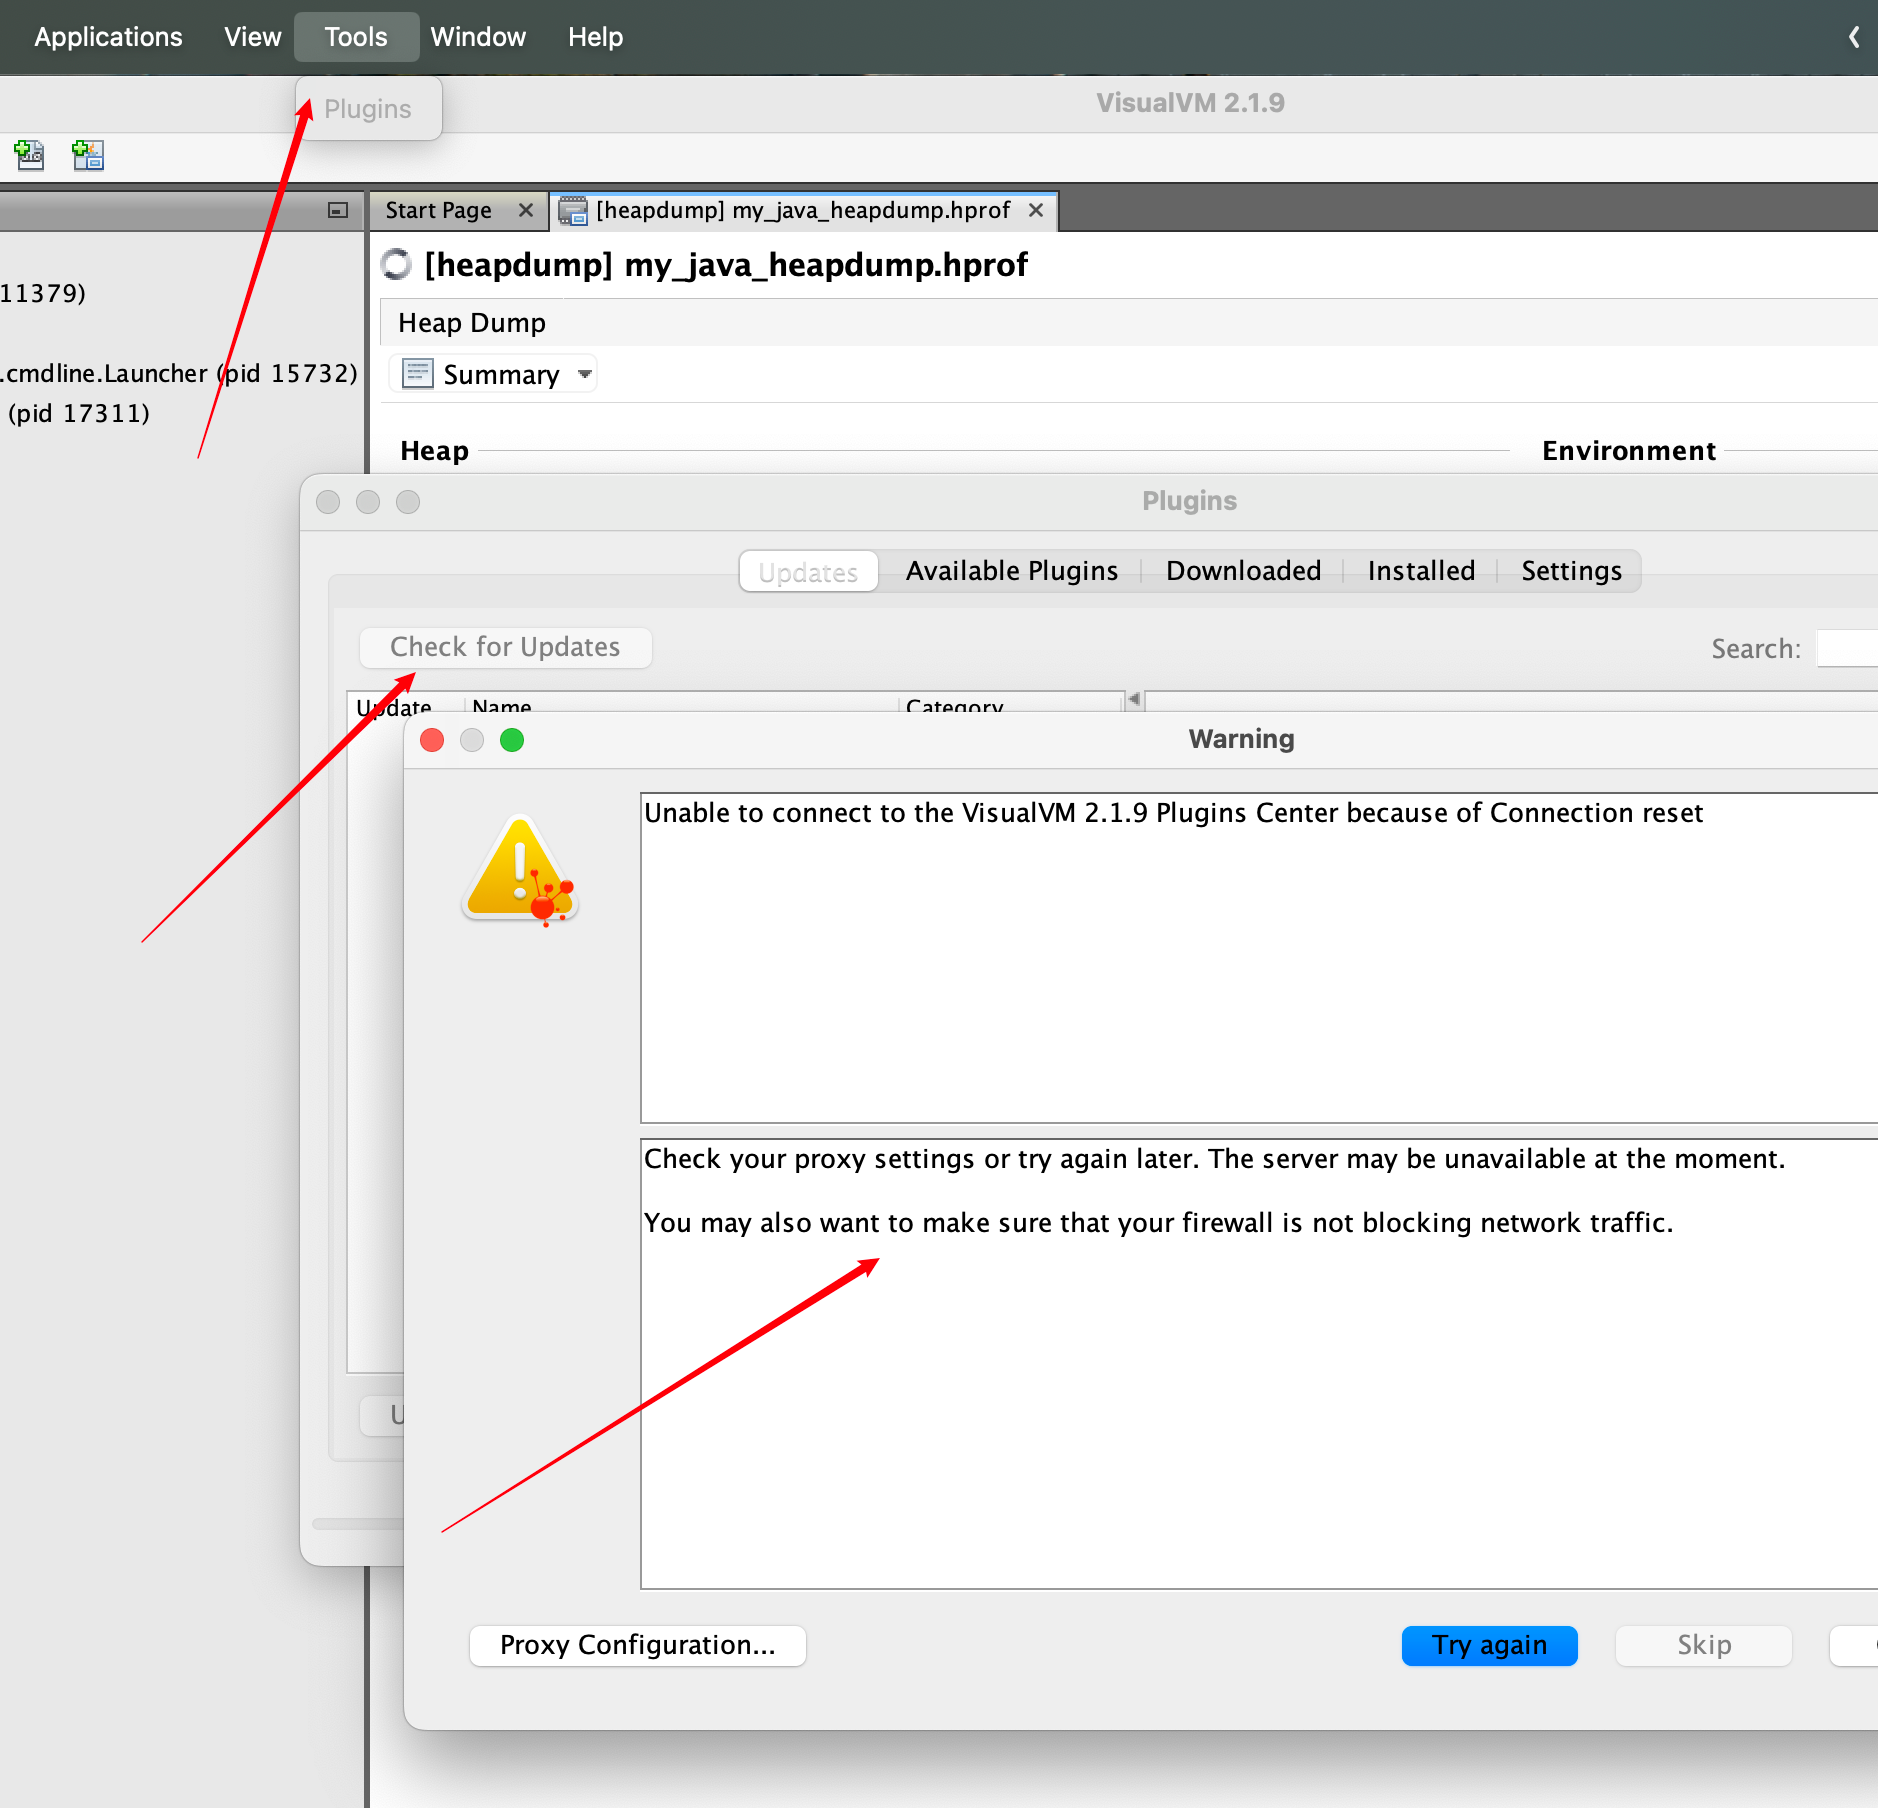 Applications View Tools Window Help
Plugins
VisualVM 2.1.9
Start Page
[heapdump] my_java_heapdump.hprof
[heapdump] my_java_heapdump.hprof
11379)
Heap Dump
.cmdline.Launcher (pid 15732)
Summary
(pid 17311)
Heap
Environment
Plugins
Updates Available Plugins Downloaded Installed Settings
Check for Updates
Search:
Update Name Category
Warning
Unable to connect to the VisualVM 2.1.9 Plugins Center because of Connection reset
Check your proxy settings or try again later. The server may be unavailable at the moment.
You may also want to make sure that your firewall is not blocking network traffic.
Proxy Configuration...
Try again
Skip